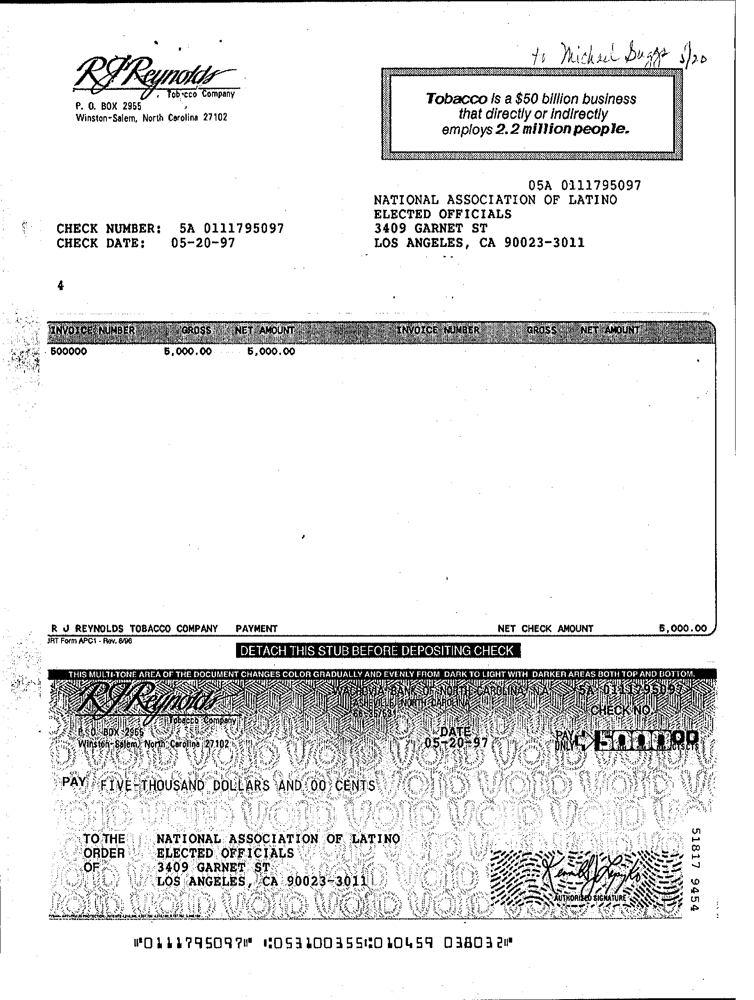 to Michael 5/20
RJReynolds
Tobacco Company
P. O. BOX 2955
Winston-Salem, North Carolina 27102
Tobacco is a $50 billion business
that directly or indirectly
employs 2.2 million people.
05A 0111795097
NATIONAL ASSOCIATION OF LATINO
ELECTED OFFICIALS
3409 GARNET ST
LOS ANGELES, CA 90023-3011
CHECK NUMBER: 5A 0111795097
CHECK DATE: 05-20-97
4
INVOICE NUMBER GROSS NET AMOUNT INVOICE NUMBER GROSS NET AMOUNT
500000 5,000.00 5,000.00
R J REYNOLDS TOBACCO COMPANY PAYMENT NET CHECK AMOUNT 5,000.00
JRT Form APC1 - Rev. 8/96
DETACH THIS STUB BEFORE DEPOSITING CHECK
THIS MULTI-TONE AREA OF THE DOCUMENT CHANGES COLOR GRADUALLY AND EVENLY FROM DARK TO LIGHT WITH DARKER AREAS BOTH TOP AND BOTTOM.
RJReynolds
Tobacco Company
P. O. BOX 2955
Winston-Salem, North Carolina 27102
WACHOVIA BANK OF NORTH CAROLINA, N.A.
NORTH CAROLINA
5A 0111795097
CHECK NO.
DATE
05-20-97
PAY ONLY 5000 00 CTS
PAY FIVE-THOUSAND DOLLARS AND 00 CENTS
VOID VOID VOID VOID
TO THE
ORDER
OF
NATIONAL ASSOCIATION OF LATINO
ELECTED OFFICIALS
3409 GARNET ST
LOS ANGELES, CA 90023-3011
AUTHORIZED SIGNATURE
51817 9454
⑈0111795097⑈ ⑆053100355⑆010459 038032⑈